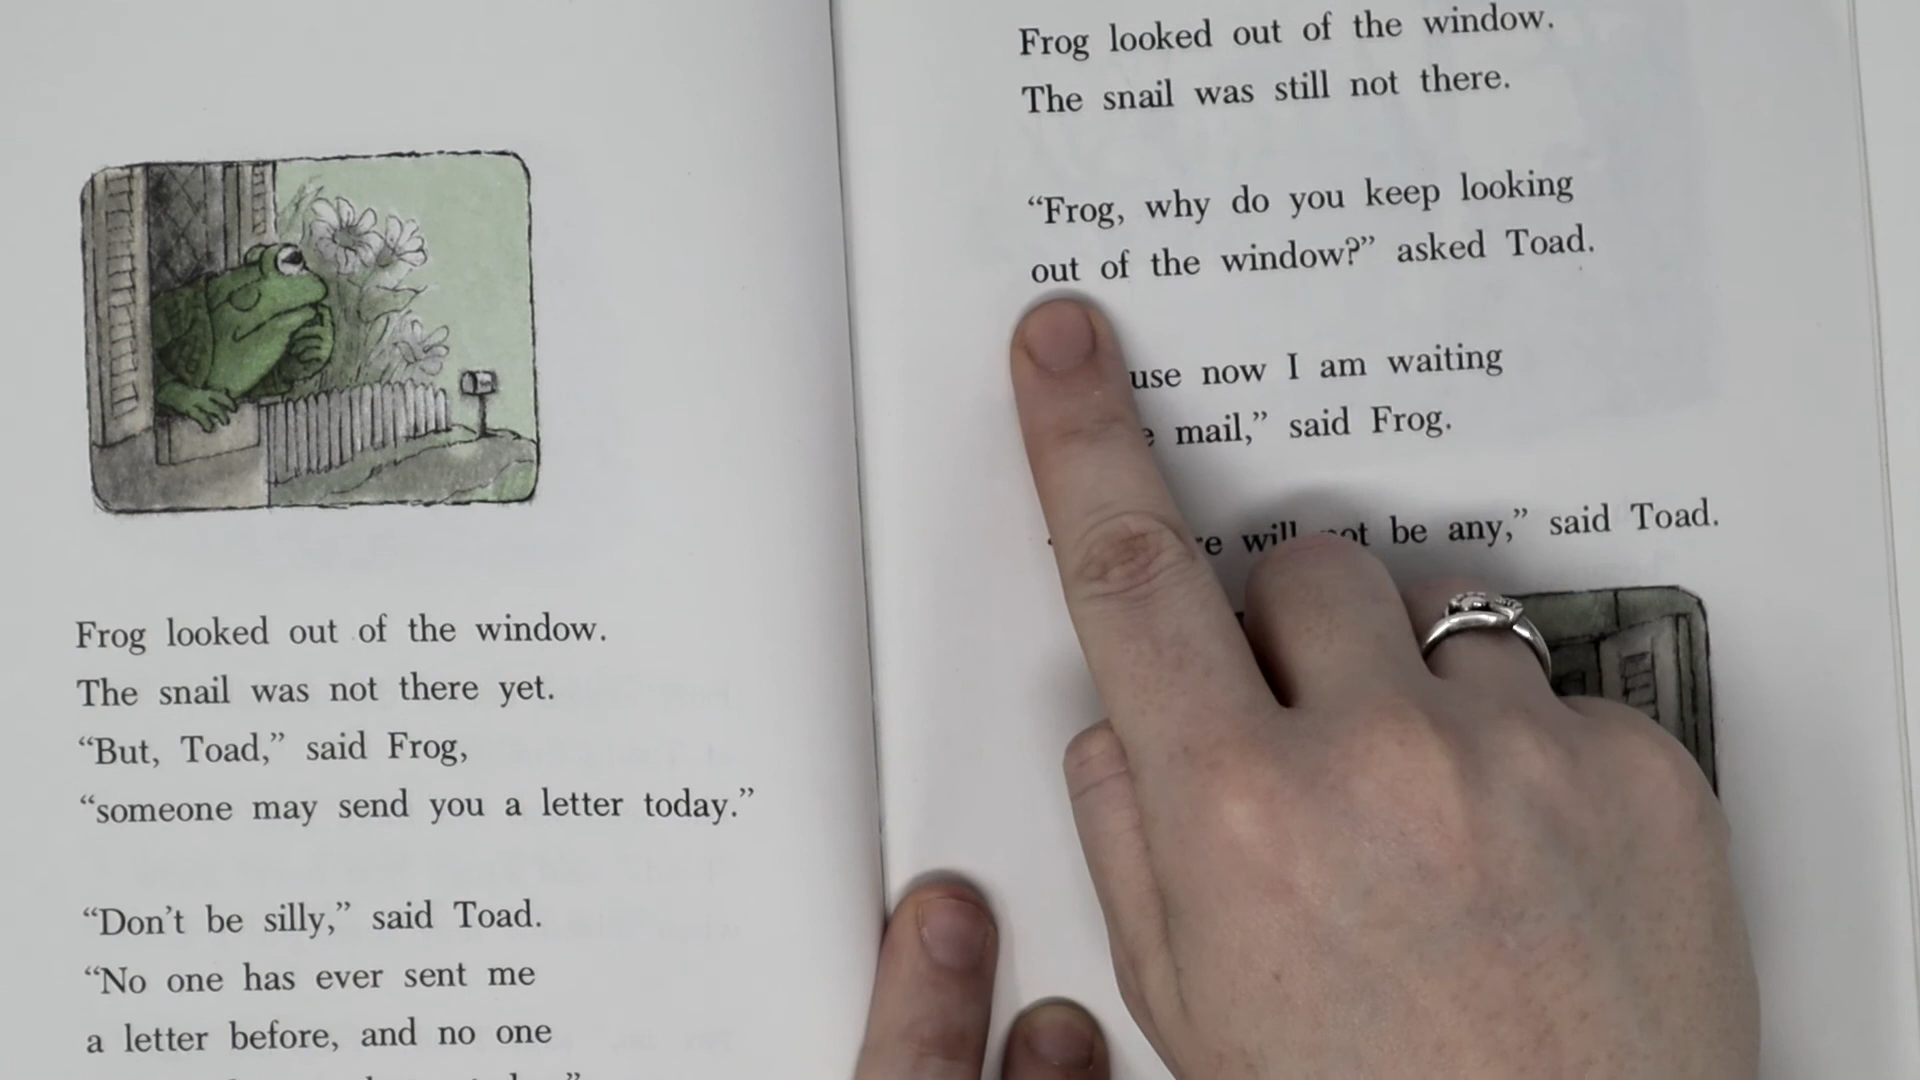 Frog looked out of the window.
The snail was not there yet.
“But, Toad,” said Frog,
“someone may send you a letter today.”
“Don’t be silly,” said Toad.
“No one has ever sent me
a letter before, and no one
Frog looked out of the window.
The snail was still not there.
“Frog, why do you keep looking
out of the window?” asked Toad.
now I am waiting
mail,” said Frog.
will not be any,” said Toad.